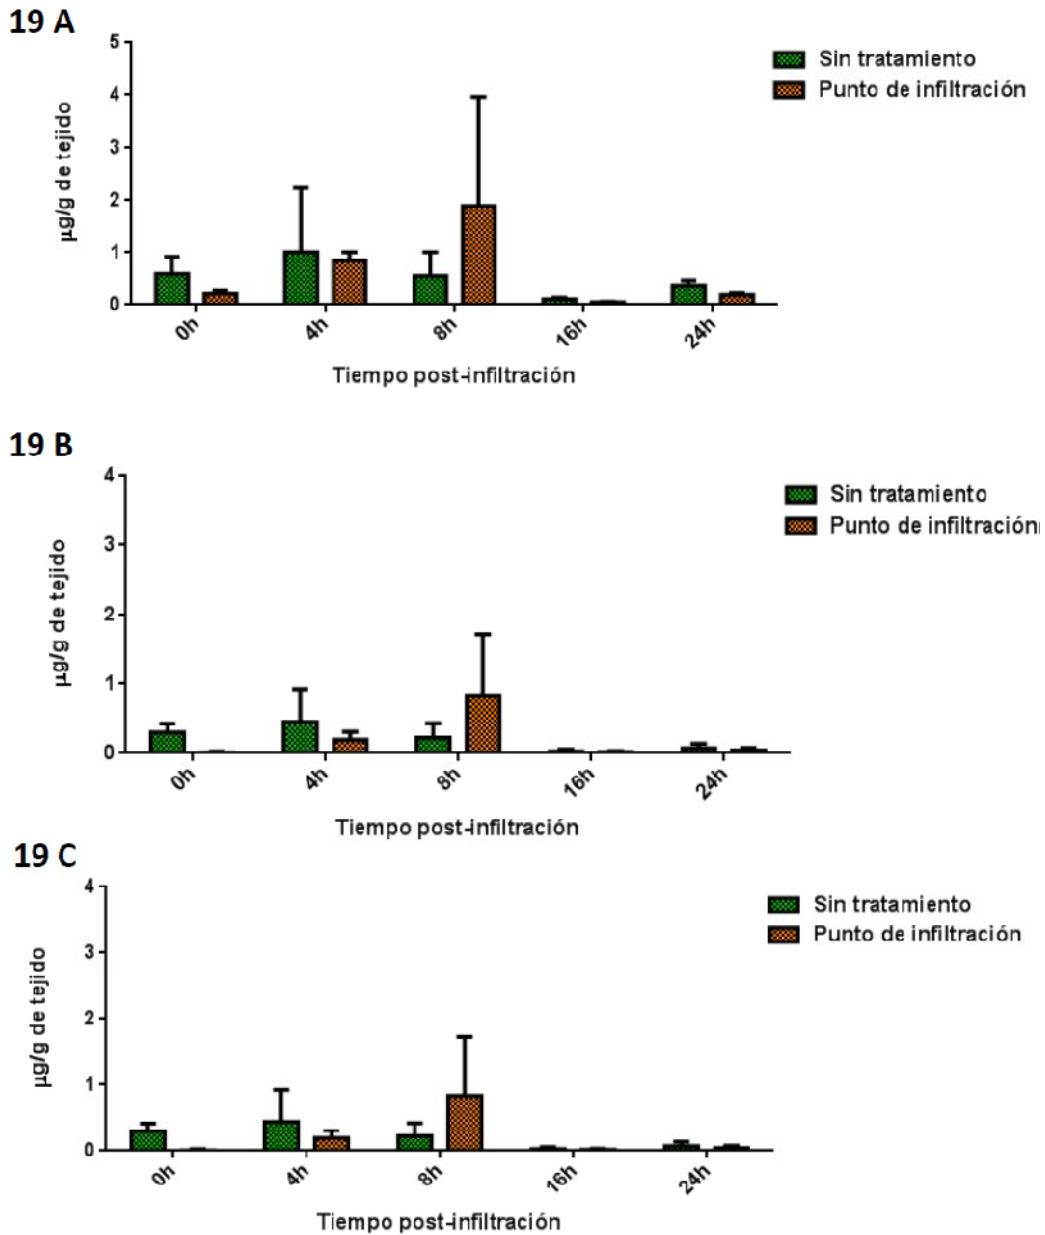 19 A
5
4
3
2
1
0
µg/g de tejido
Sin tratamiento
Punto de infiltración
0h
4h
8h
16h
24h
Tiempo post-infiltración
19 B
4
3
2
1
0
µg/g de tejido
Sin tratamiento
Punto de infiltración
0h
4h
8h
16h
24h
Tiempo post-infiltración
19 C
4
3
2
1
0
µg/g de tejido
Sin tratamiento
Punto de infiltración
0h
4h
8h
16h
24h
Tiempo post-infiltración